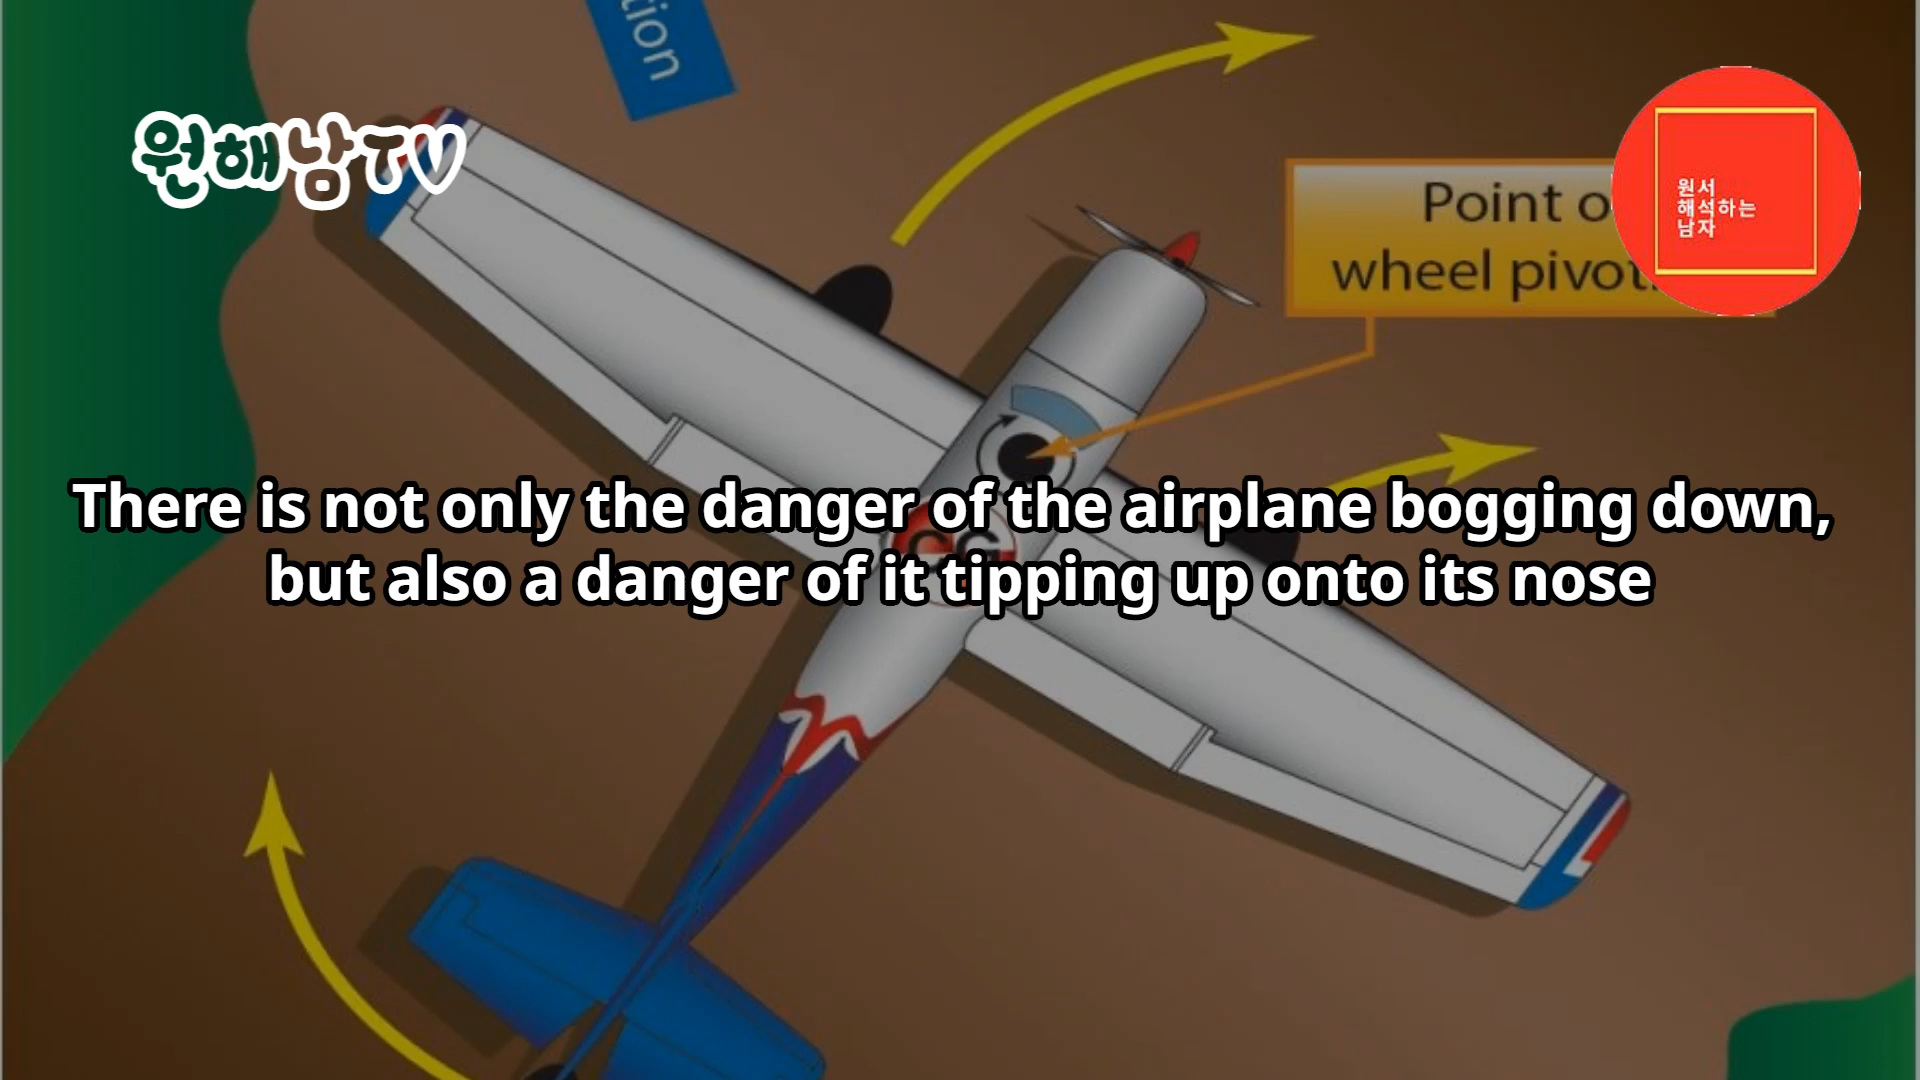 원해남TV
Point o
wheel pivot
원서
해석하는
남자
There is not only the danger of the airplane bogging down,
but also a danger of it tipping up onto its nose
CG